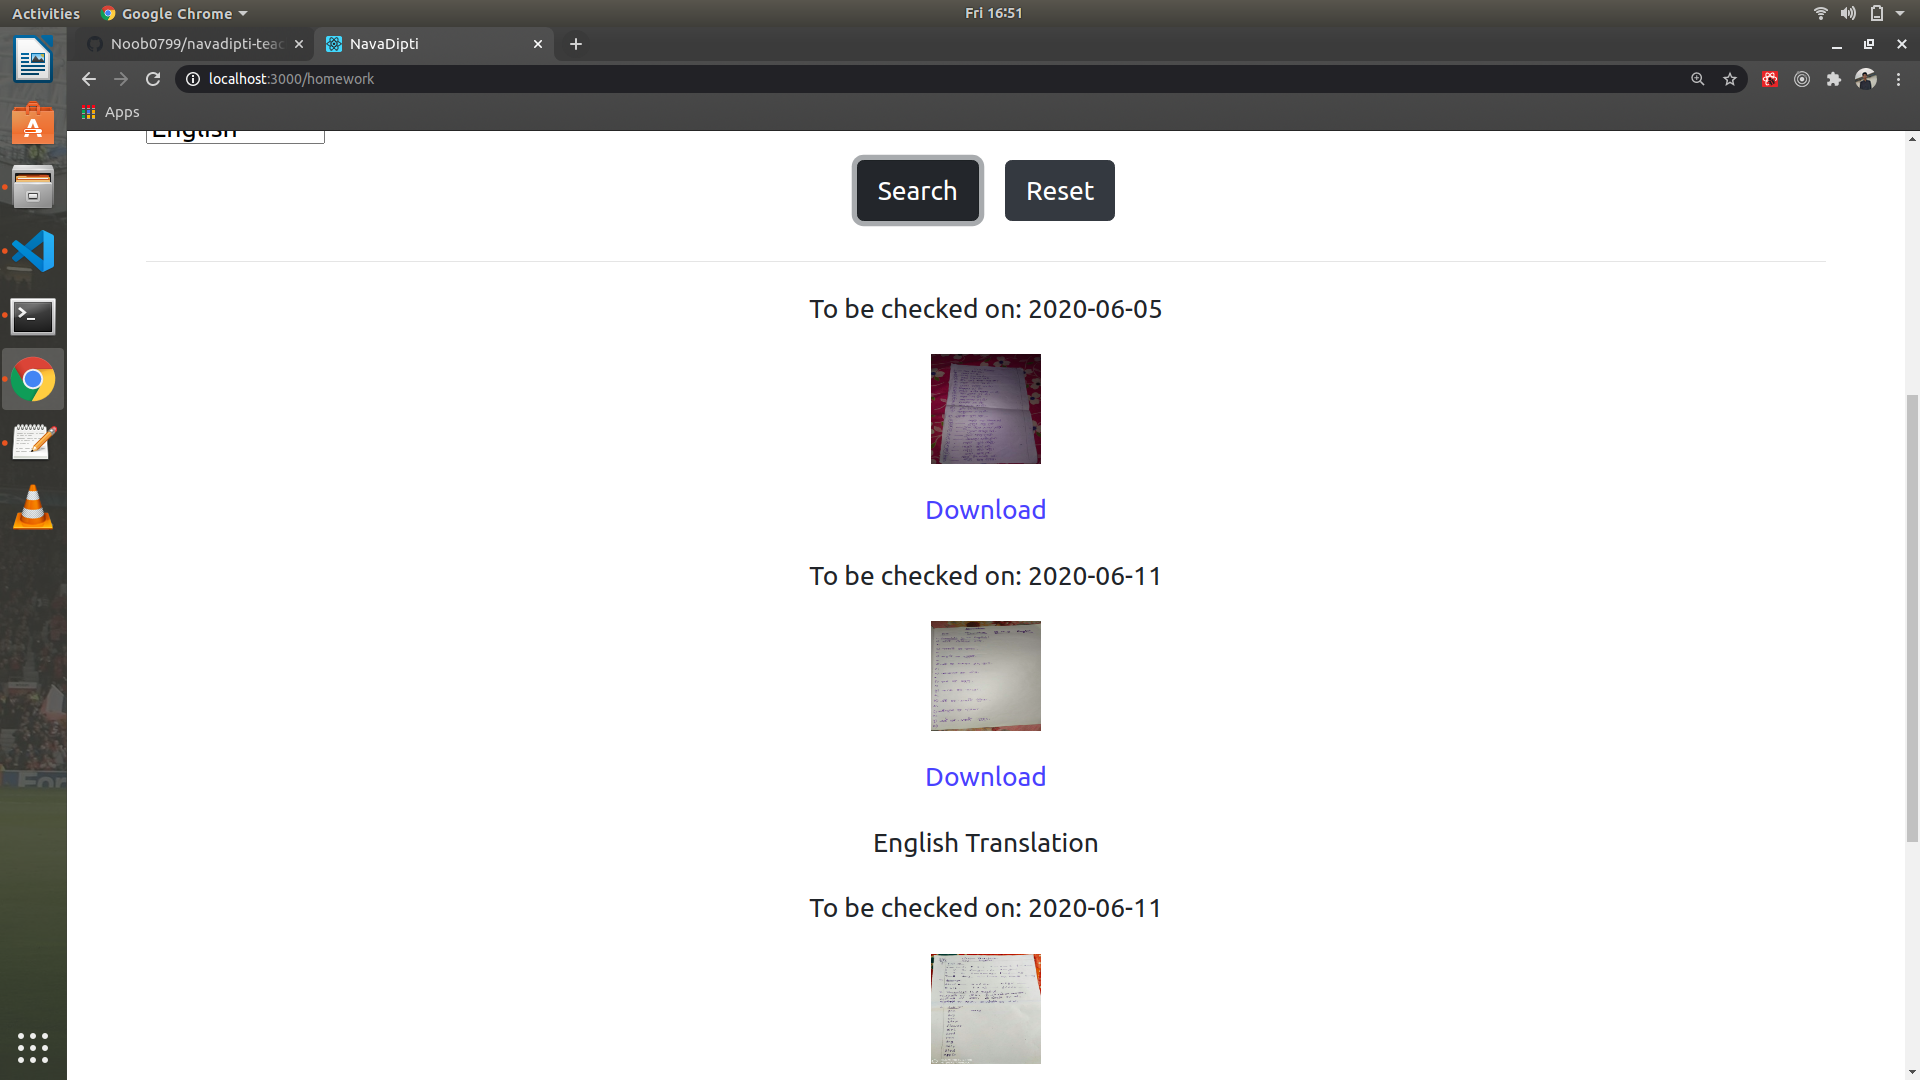 Activities
Google Chrome
Fri 16:51
Noob0799/navadipti-teac
NavaDipti
localhost:3000/homework
Apps
English
Search
Reset
To be checked on: 2020-06-05
Download
To be checked on: 2020-06-11
Download
English Translation
To be checked on: 2020-06-11